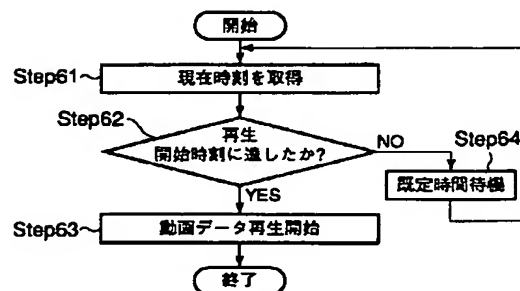 開始
Step61
現在時刻を取得
Step62
再生
開始時刻に達したか?
NO
Step64
既定時間待機
YES
Step63
動画データ再生開始
終了